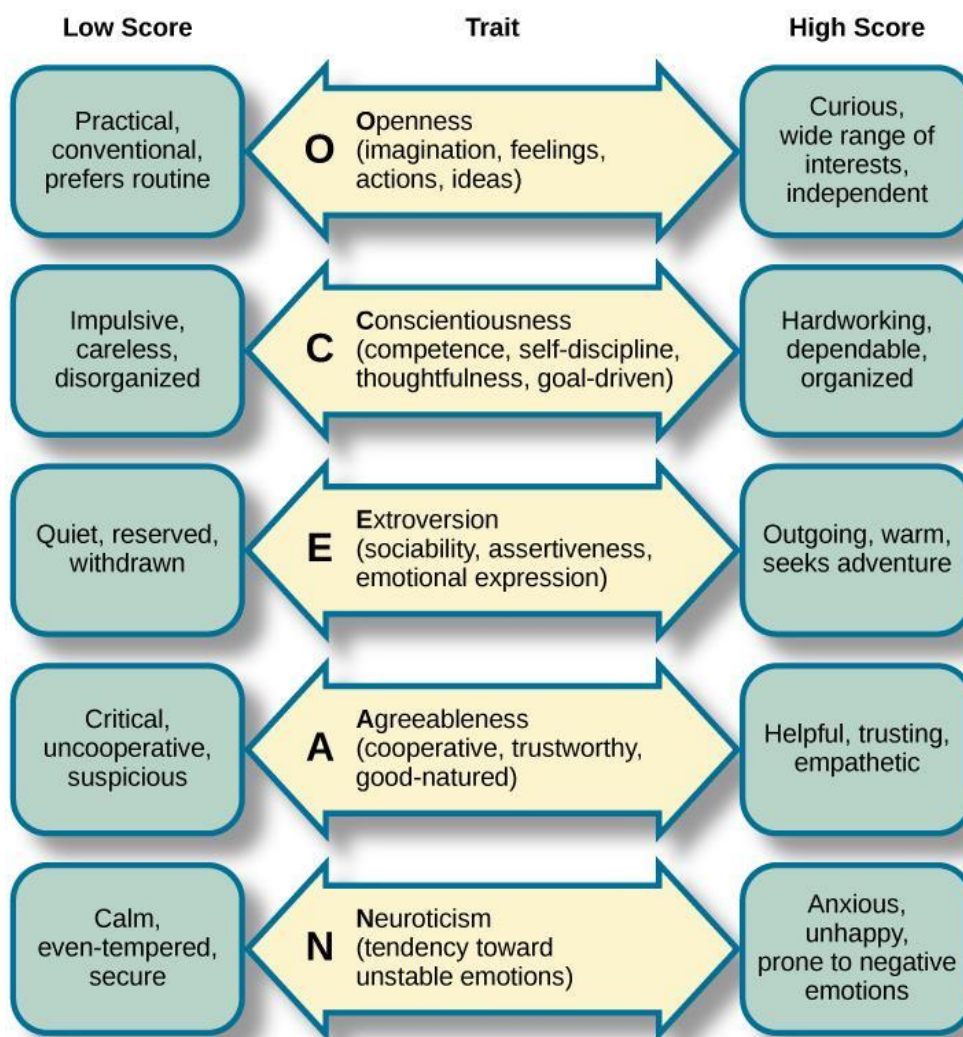 Low Score
Trait
High Score
Practical,
conventional,
prefers routine
O
Openness
(imagination, feelings,
actions, ideas)
Curious,
wide range of
interests,
independent
Impulsive,
careless,
disorganized
C
Conscientiousness
(competence, self-discipline,
thoughtfulness, goal-driven)
Hardworking,
dependable,
organized
Quiet, reserved,
withdrawn
E
Extroversion
(sociability, assertiveness,
emotional expression)
Outgoing, warm,
seeks adventure
Critical,
uncooperative,
suspicious
A
Agreeableness
(cooperative, trustworthy,
good-natured)
Helpful, trusting,
empathetic
Calm,
even-tempered,
secure
N
Neuroticism
(tendency toward
unstable emotions)
Anxious,
unhappy,
prone to negative
emotions